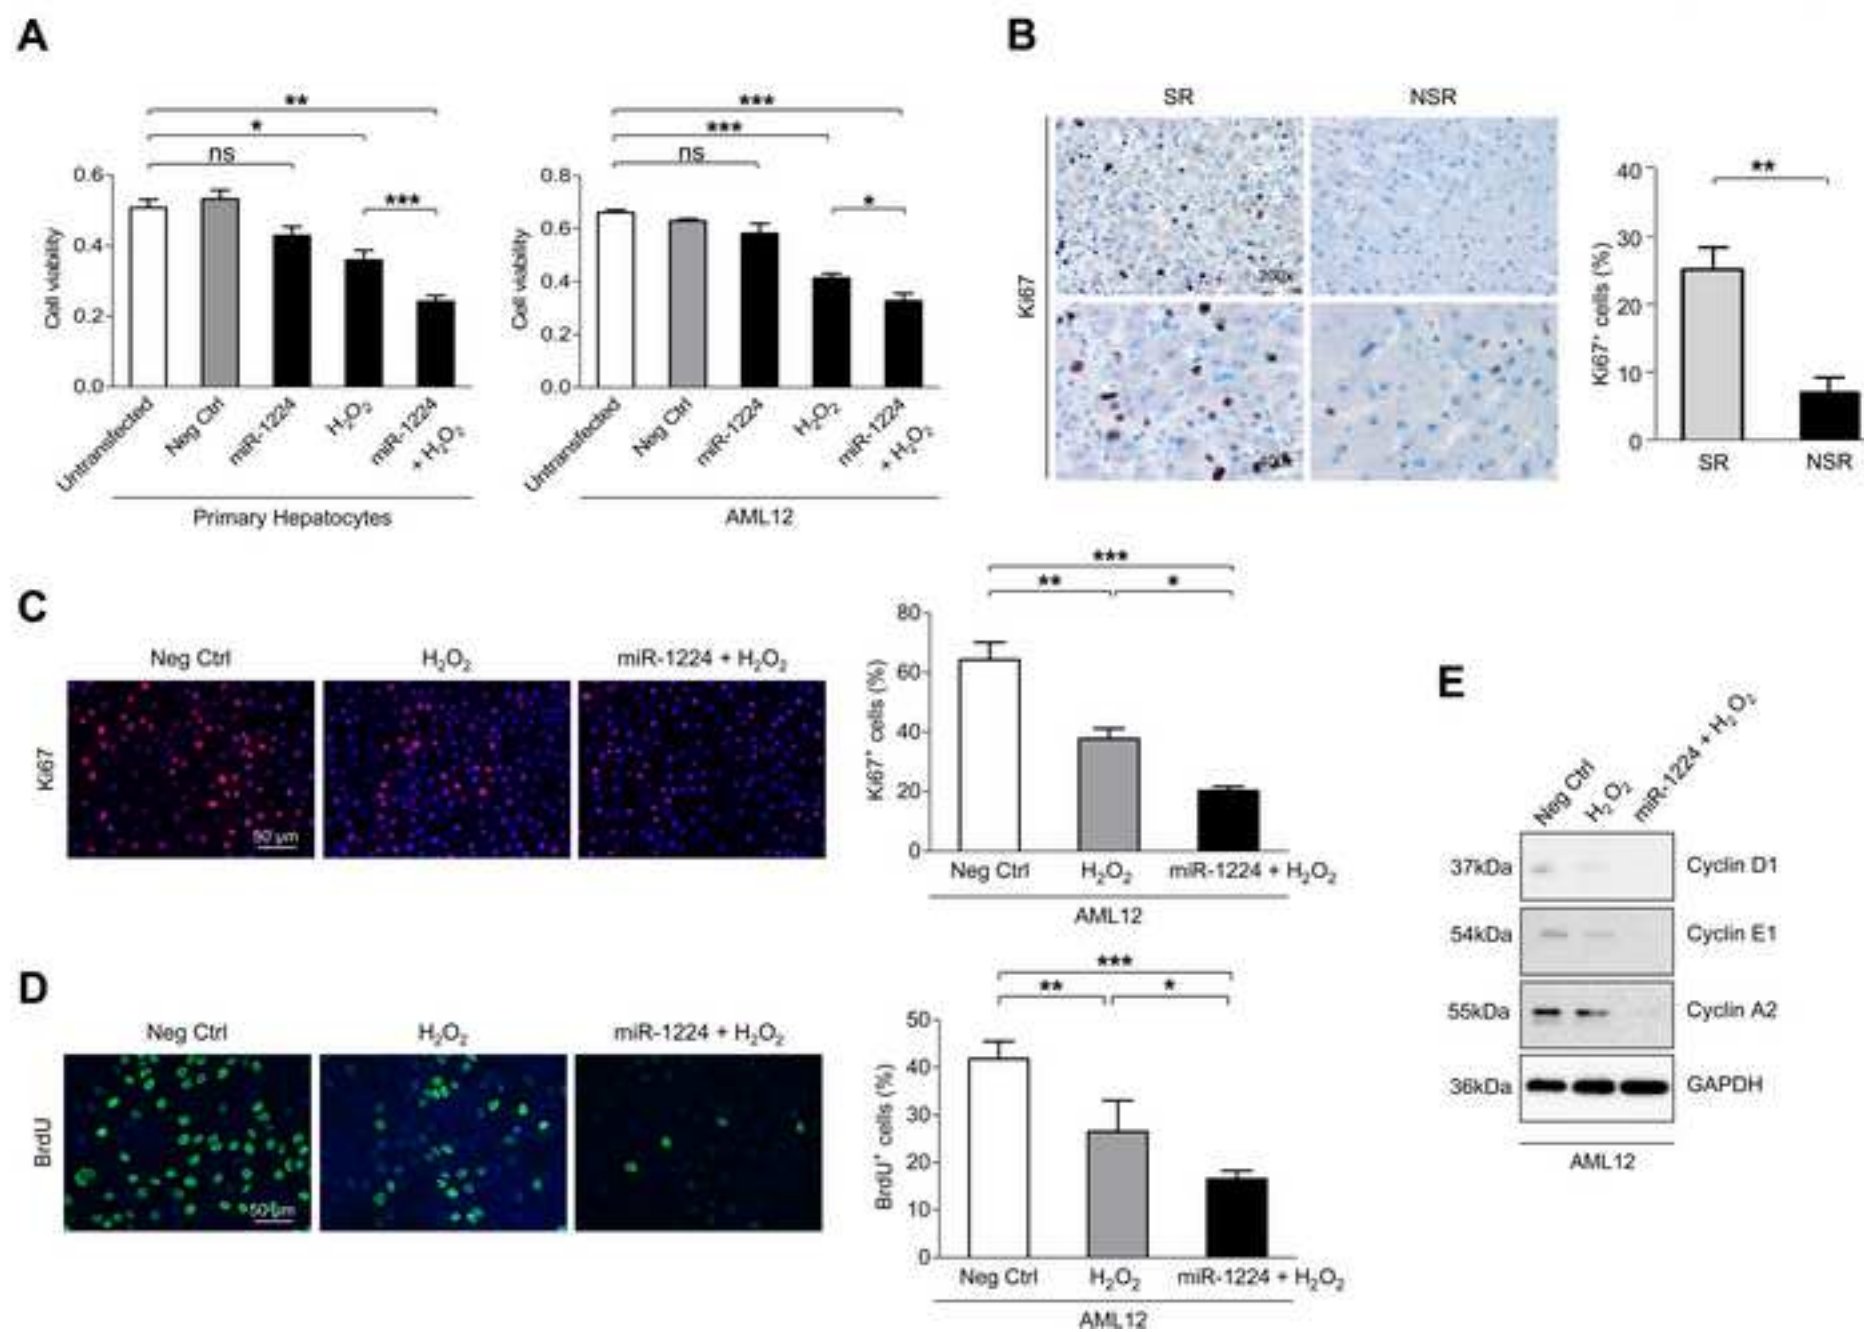 A
**
*
ns
***
0.6
0.4
0.2
0.0
Cell viability
Untransfected
Neg Ctrl
miR-1224
H₂O₂
miR-1224
+ H₂O₂
Primary Hepatocytes
***
***
ns
*
0.8
0.6
0.4
0.2
0.0
Cell viability
Untransfected
Neg Ctrl
miR-1224
H₂O₂
miR-1224
+ H₂O₂
AML12
B
SR
NSR
Ki67
200x
**
40
30
20
10
0
Ki67⁺ cells (%)
SR
NSR
C
Neg Ctrl
H₂O₂
miR-1224 + H₂O₂
Ki67
50 µm
***
**
*
80
60
40
20
0
Ki67⁺ cells (%)
Neg Ctrl
H₂O₂
miR-1224 + H₂O₂
AML12
D
Neg Ctrl
H₂O₂
miR-1224 + H₂O₂
BrdU
50 µm
***
**
*
50
40
30
20
10
0
BrdU⁺ cells (%)
Neg Ctrl
H₂O₂
miR-1224 + H₂O₂
AML12
E
Neg Ctrl
H₂O₂
miR-1224 + H₂O₂
37kDa
Cyclin D1
54kDa
Cyclin E1
55kDa
Cyclin A2
36kDa
GAPDH
AML12